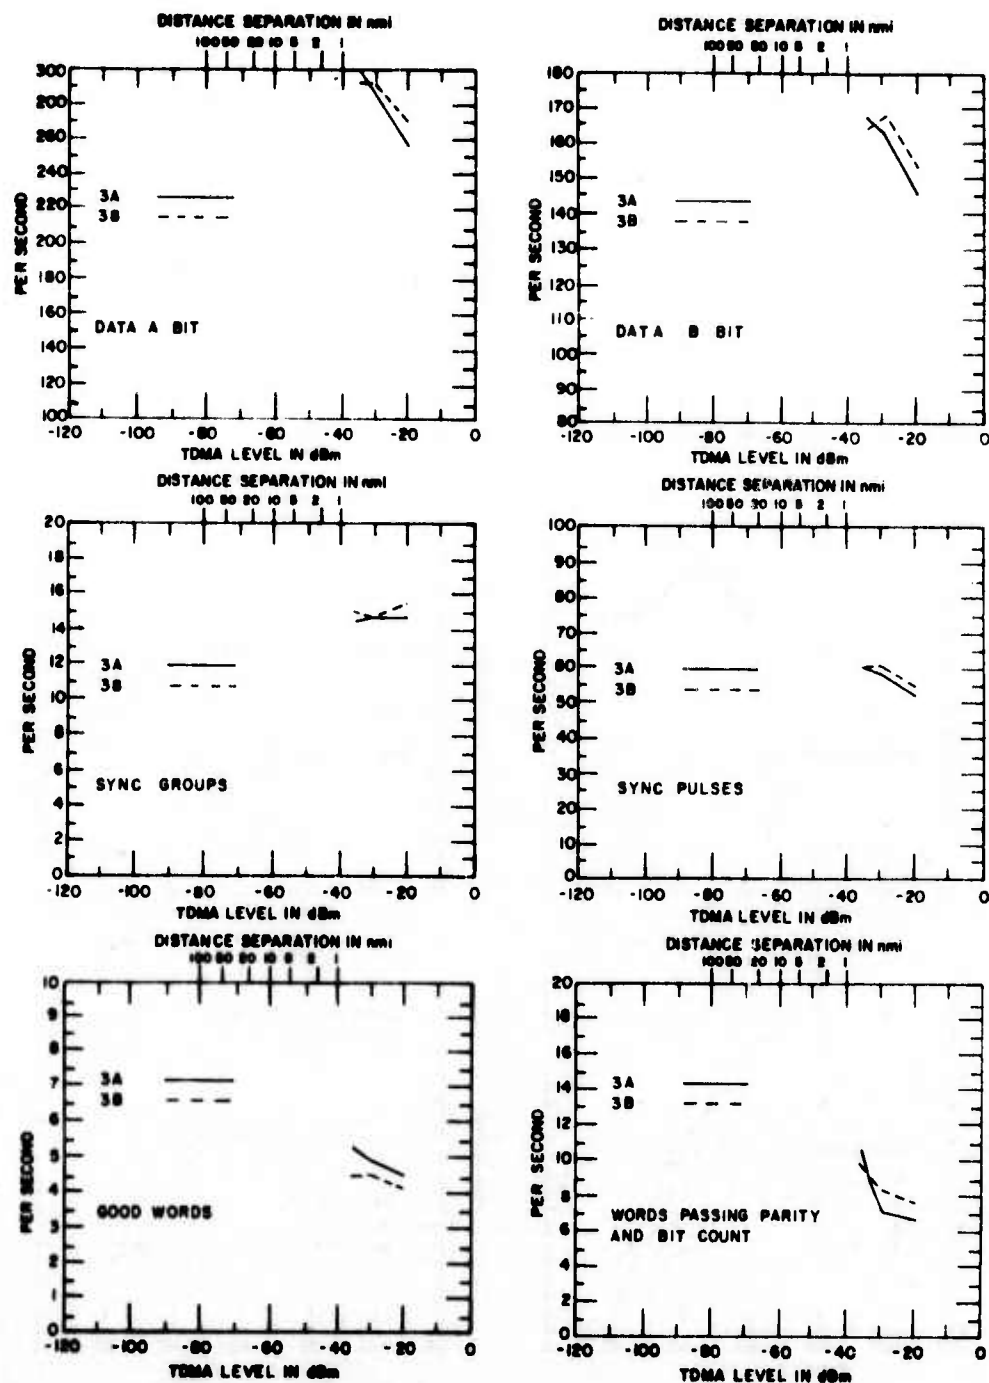 DISTANCE SEPARATION IN nmi
100 50 20 10 5 2 1
300
200
260
240
220
200
180
160
140
120
100
PER SECOND
3A
3B
DATA A BIT
-120 -100 -80 -60 -40 -20 0
TDMA LEVEL IN dBm
DISTANCE SEPARATION IN nmi
100 50 20 10 5 2 1
180
170
160
150
140
130
120
110
100
90
80
PER SECOND
3A
3B
DATA B BIT
-120 -100 -80 -60 -40 -20 0
TDMA LEVEL IN dBm
DISTANCE SEPARATION IN nmi
100 50 20 10 5 2 1
20
18
16
14
12
10
8
6
4
2
0
PER SECOND
3A
3B
SYNC GROUPS
-120 -100 -80 -60 -40 -20 0
TDMA LEVEL IN dBm
DISTANCE SEPARATION IN nmi
100 50 20 10 5 2 1
100
90
80
70
60
50
40
30
20
10
0
PER SECOND
3A
3B
SYNC PULSES
-120 -100 -80 -60 -40 -20 0
TDMA LEVEL IN dBm
DISTANCE SEPARATION IN nmi
100 50 20 10 5 2 1
10
9
8
7
6
5
4
3
2
1
0
PER SECOND
3A
3B
GOOD WORDS
-120 -100 -80 -60 -40 -20 0
TDMA LEVEL IN dBm
DISTANCE SEPARATION IN nmi
100 50 20 10 5 2 1
20
18
16
14
12
10
8
6
4
2
0
PER SECOND
3A
3B
WORDS PASSING PARITY
AND BIT COUNT
-120 -100 -80 -60 -40 -20 0
TDMA LEVEL IN dBm